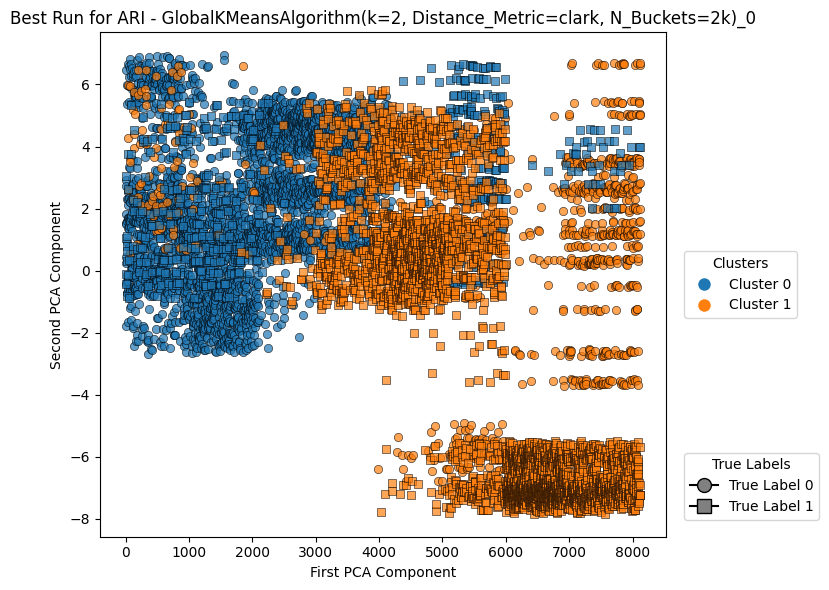 Best Run for ARI - GlobalKMeansAlgorithm(k=2, Distance_Metric=clark, N_Buckets=2k)_0
Second PCA Component
6
4
2
0
−2
−4
−6
−8
0 1000 2000 3000 4000 5000 6000 7000 8000
First PCA Component
Clusters
Cluster 0
Cluster 1
True Labels
True Label 0
True Label 1